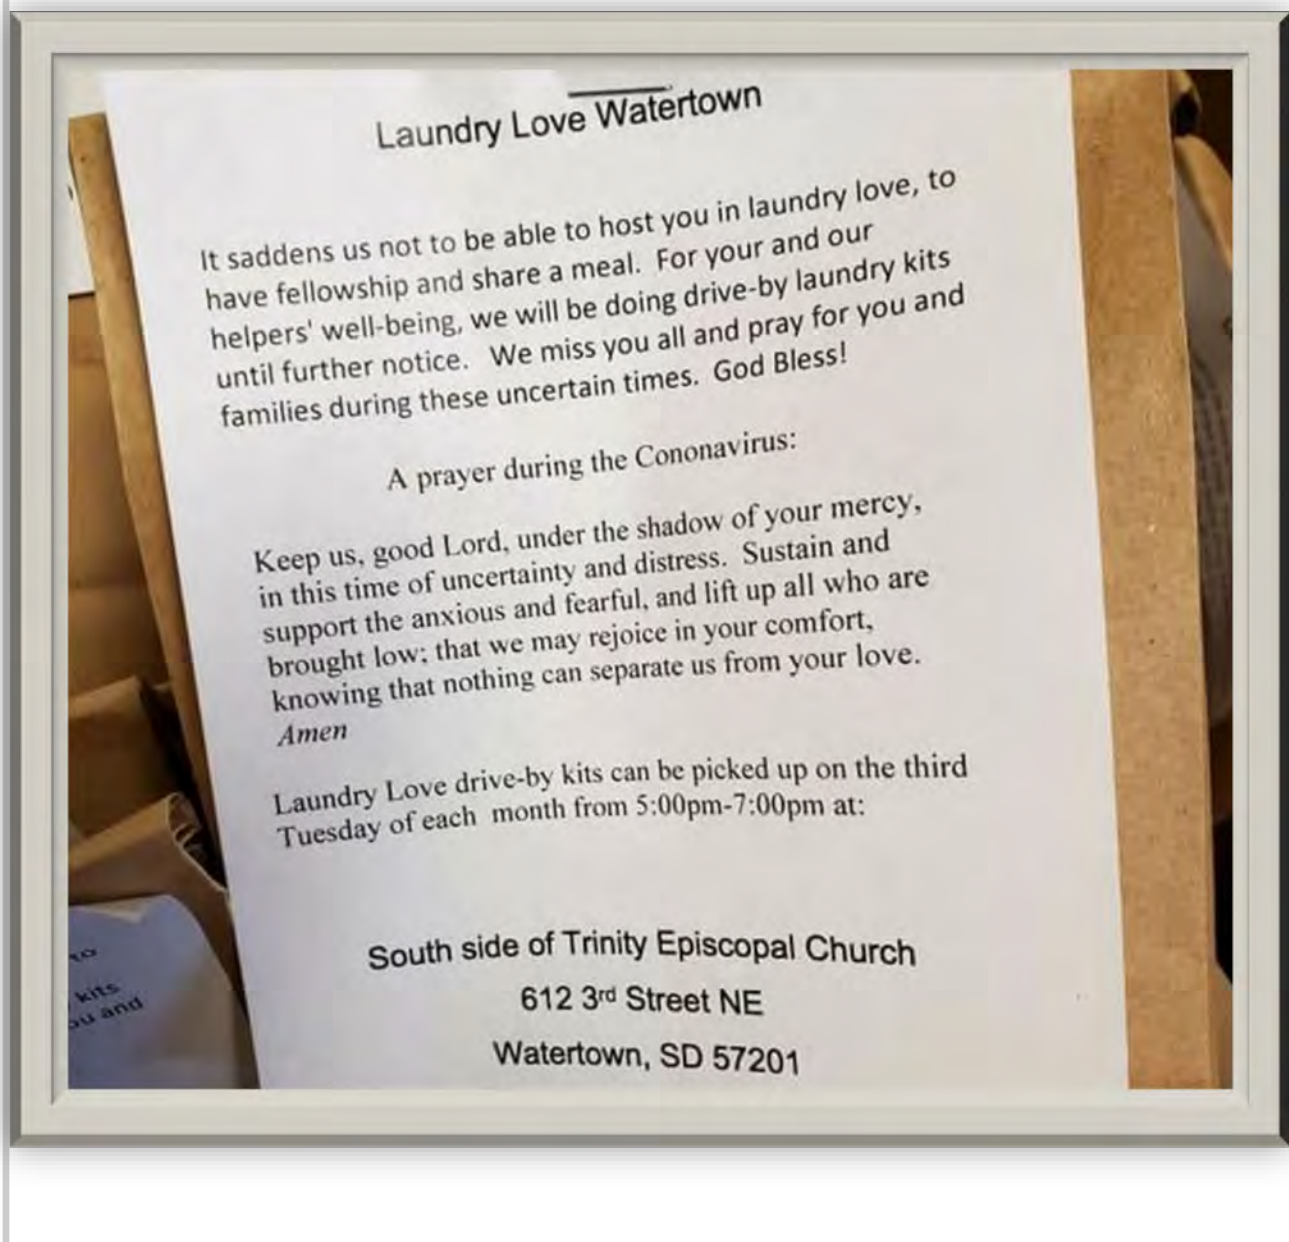 Laundry Love Watertown
It saddens us not to be able to host you in laundry love, to
have fellowship and share a meal. For your and our
helpers' well-being, we will be doing drive-by laundry kits
until further notice. We miss you all and pray for you and
families during these uncertain times. God Bless!
A prayer during the Cononavirus:
Keep us, good Lord, under the shadow of your mercy,
in this time of uncertainty and distress. Sustain and
support the anxious and fearful, and lift up all who are
brought low; that we may rejoice in your comfort,
knowing that nothing can separate us from your love.
Amen
Laundry Love drive-by kits can be picked up on the third
Tuesday of each month from 5:00pm-7:00pm at:
South side of Trinity Episcopal Church
612 3rd Street NE
Watertown, SD 57201
to
kits
ou and